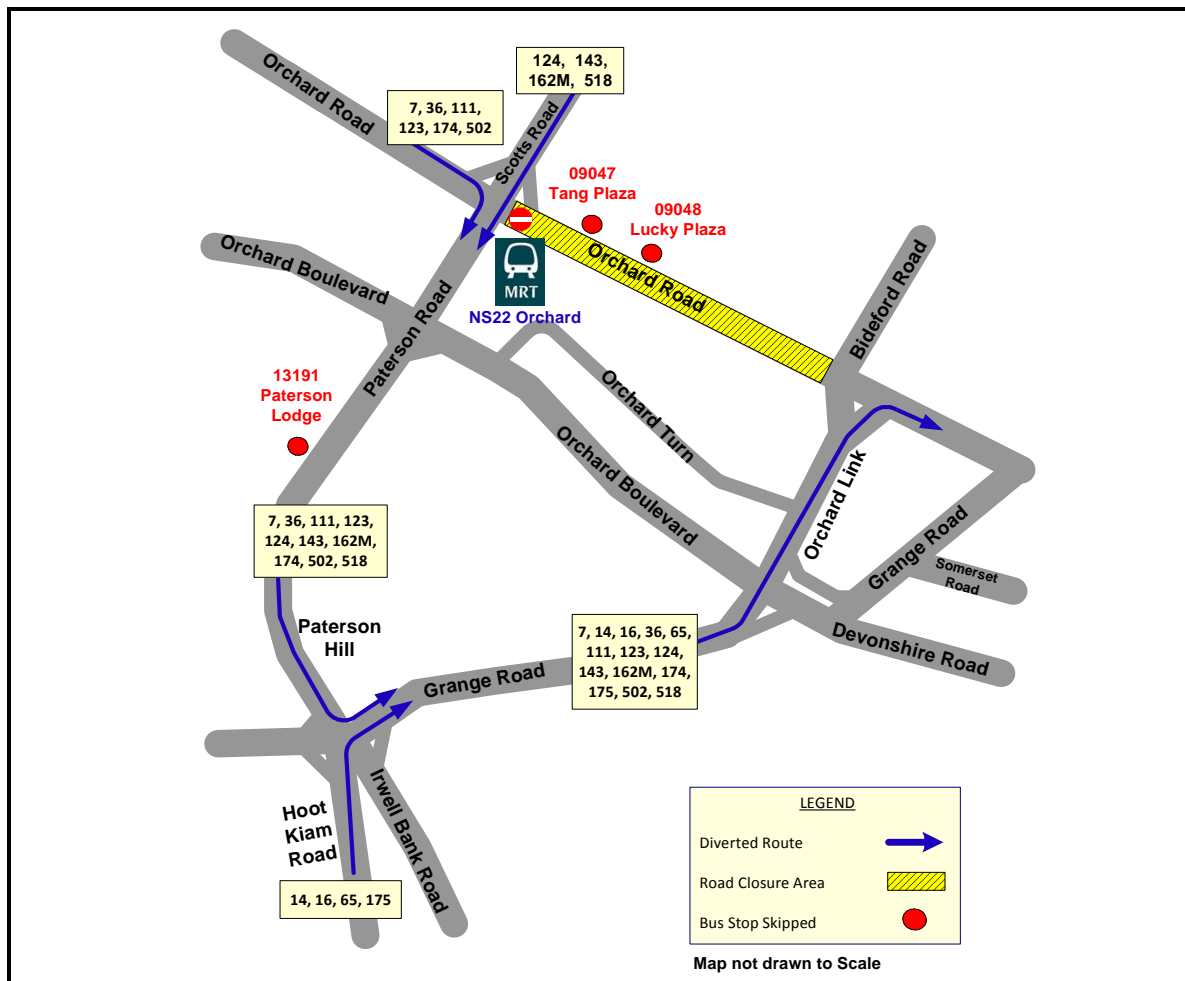 Orchard Road
124, 143,
162M, 518
7, 36, 111,
123, 174, 502
Scotts Road
09047
Tang Plaza
09048
Lucky Plaza
Orchard Boulevard
Orchard Road
Bideford Road
MRT
NS22 Orchard
Paterson Road
13191
Paterson
Lodge
Orchard Turn
Orchard Boulevard
Orchard Link
Grange Road
Somerset
Road
7, 36, 111, 123,
124, 143, 162M,
174, 502, 518
Paterson
Hill
7, 14, 16, 36, 65,
111, 123, 124,
143, 162M, 174,
175, 502, 518
Devonshire Road
Grange Road
Hoot
Kiam
Road
Irwell Bank Road
14, 16, 65, 175
LEGEND
Diverted Route
Road Closure Area
Bus Stop Skipped
Map not drawn to Scale